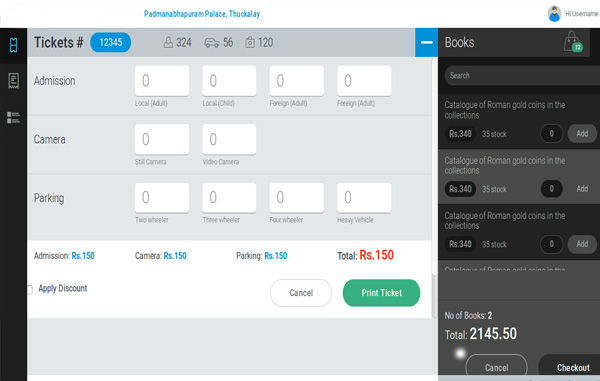 Padmanabhapuram Palace, Thuckalay
Hi Username
Tickets # 12345 324 56 120
Admission
0 0 0 0
Local (Adult) Local (Child) Foreign (Adult) Foreign (Adult)
Camera
0 0
Still Camera Video Camera
Parking
0 0 0 0
Two wheeler Three wheeler Four wheeler Heavy Vehicle
Admission: Rs.150 Camera: Rs.150 Parking: Rs.150 Total: Rs.150
Apply Discount Cancel Print Ticket
Books 12
Search
Catalogue of Roman gold coins in the
collections
Rs.340 35 stock 0 Add
Catalogue of Roman gold coins in the
collections
Rs.340 35 stock 0 Add
Catalogue of Roman gold coins in the
collections
Rs.340 35 stock 0 Add
Catalogue of Roman gold coins in the
No of Books: 2
Total: 2145.50
Cancel Checkout